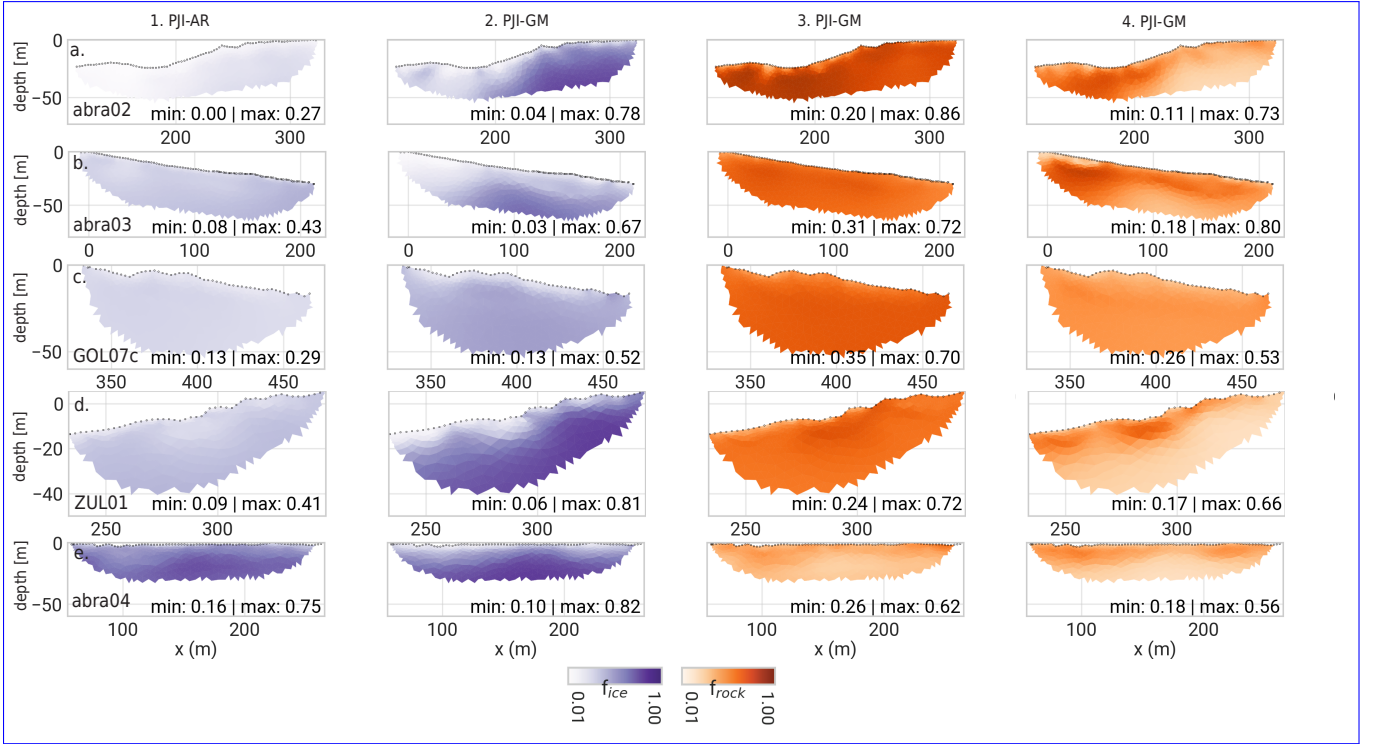 1. PJI-AR 2. PJI-GM 3. PJI-GM 4. PJI-GM
depth [m] 0 −50 a. abra02 min: 0.00 | max: 0.27 min: 0.04 | max: 0.78 min: 0.20 | max: 0.86 min: 0.11 | max: 0.73
200 300 200 300 200 300 200 300
depth [m] 0 −50 b. abra03 min: 0.08 | max: 0.43 min: 0.03 | max: 0.67 min: 0.31 | max: 0.72 min: 0.18 | max: 0.80
0 100 200 0 100 200 0 100 200 0 100 200
depth [m] 0 −50 c. GOL07c min: 0.13 | max: 0.29 min: 0.13 | max: 0.52 min: 0.35 | max: 0.70 min: 0.26 | max: 0.53
350 400 450 350 400 450 350 400 450 350 400 450
depth [m] 0 −20 −40 d. ZUL01 min: 0.09 | max: 0.41 min: 0.06 | max: 0.81 min: 0.24 | max: 0.72 min: 0.17 | max: 0.66
250 300 250 300 250 300 250 300
depth [m] 0 −50 e. abra04 min: 0.16 | max: 0.75 min: 0.10 | max: 0.82 min: 0.26 | max: 0.62 min: 0.18 | max: 0.56
100 200 100 200 100 200 100 200
x (m) x (m) x (m) x (m)
fice frock
0.01 1.00 0.01 1.00